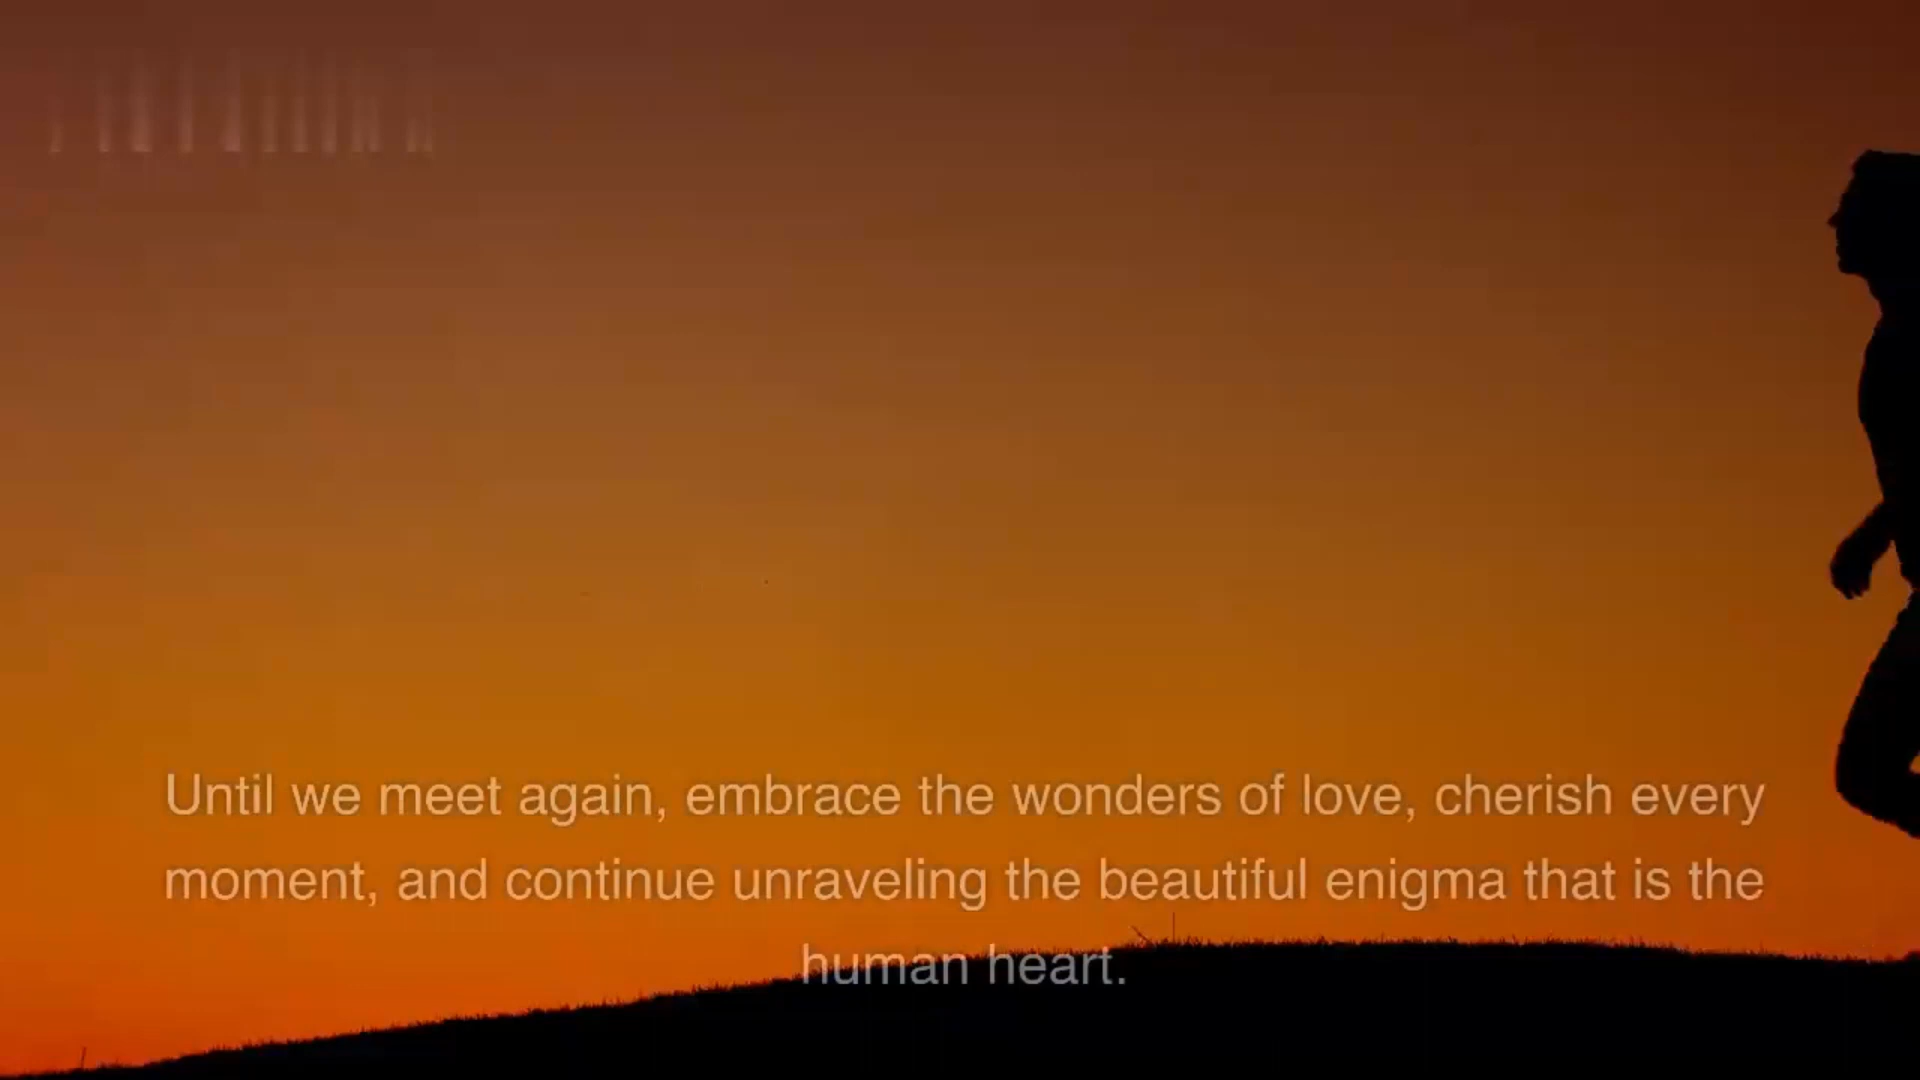 Until we meet again, embrace the wonders of love, cherish every
moment, and continue unraveling the beautiful enigma that is the
human heart.